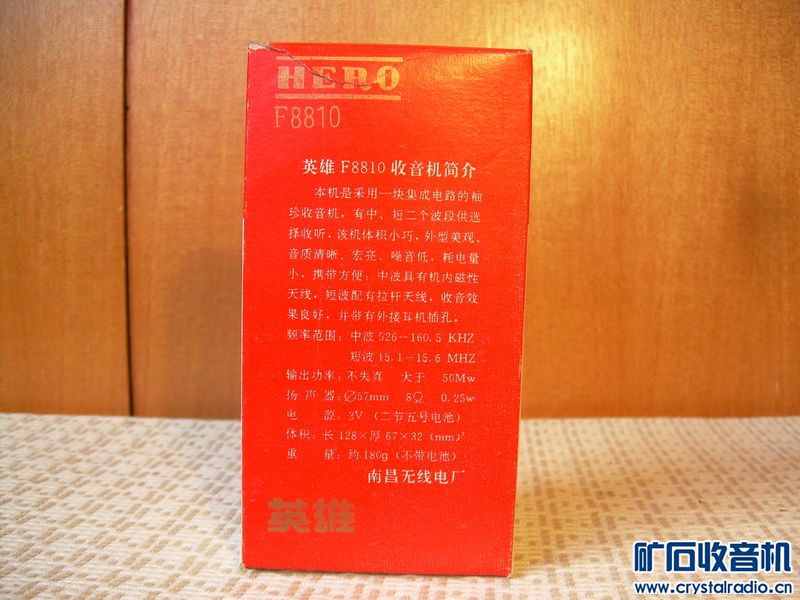 HERO
F8810
英雄 F8810 收音机简介
本机是采用一块集成电路的袖
珍收音机，有中、短二个波段供选
择收听、该机体积小巧，外型美观、
音质清晰、宏亮、噪音低，耗电量
小，携带方便；中波具有机内磁性
天线，短波配有拉杆天线，收音效
果良好，并带有外接耳机插孔。
频率范围：中波 526—160.5 KHZ
短波 15.1—15.6 MHZ
输出功率：不失真 大于 50Mw
扬声器：∅57mm 8Ω 0.25w
电 源：3V （二节五号电池）
体积：长 128×厚 67×32 (mm)³
重 量：约 180g（不带电池）
南昌无线电厂
英雄
矿石收音机
www.crystalradio.cn